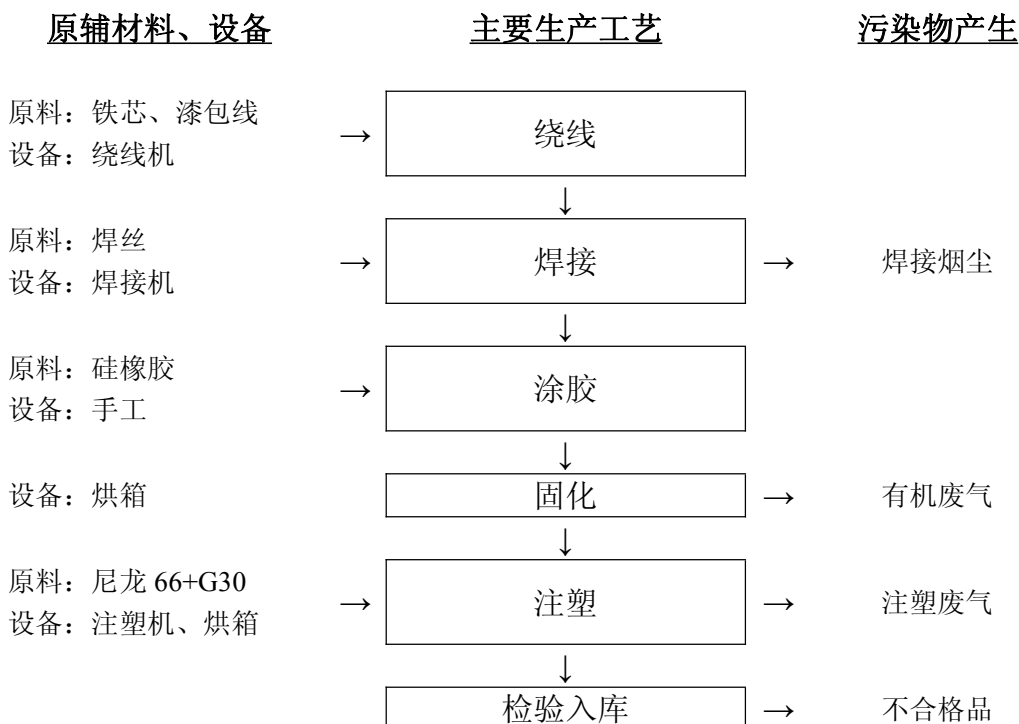 原辅材料、设备 主要生产工艺 污染物产生
原料：铁芯、漆包线
设备：绕线机
→ 绕线
↓
原料：焊丝
设备：焊接机
→ 焊接 → 焊接烟尘
↓
原料：硅橡胶
设备：手工
→ 涂胶
↓
设备：烘箱 固化 → 有机废气
↓
原料：尼龙 66+G30
设备：注塑机、烘箱
→ 注塑 → 注塑废气
↓
检验入库 → 不合格品